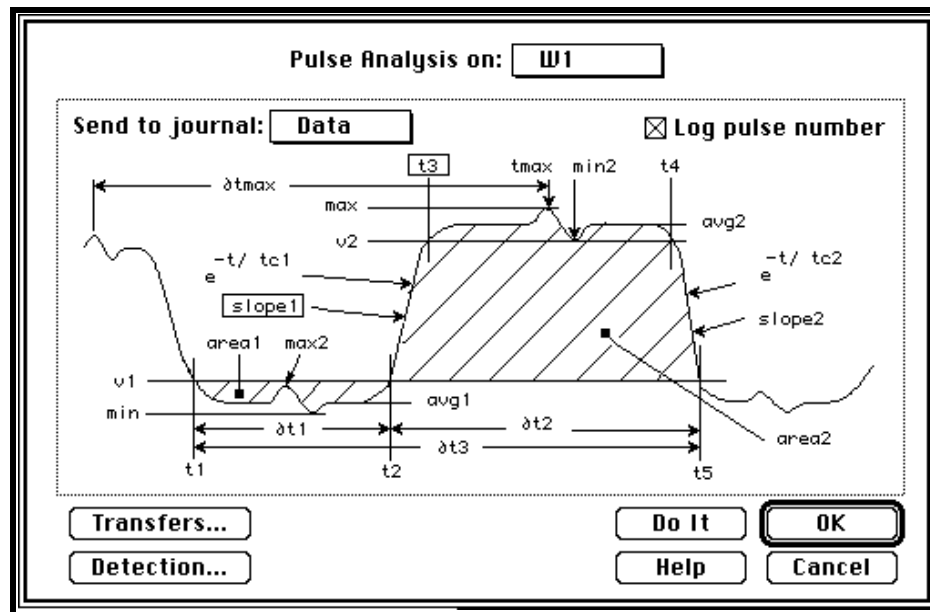 Pulse Analysis on: W1
Send to journal: Data
Log pulse number
t3 tmax min2 t4
∂tmax
max
avg2
v2
e -t/ tc1
e -t/ tc2
slope1
slope2
area1 max2
v1
min
avg1
∂t1 ∂t2
∂t3
area2
t1 t2 t5
Transfers... Do It OK
Detection... Help Cancel